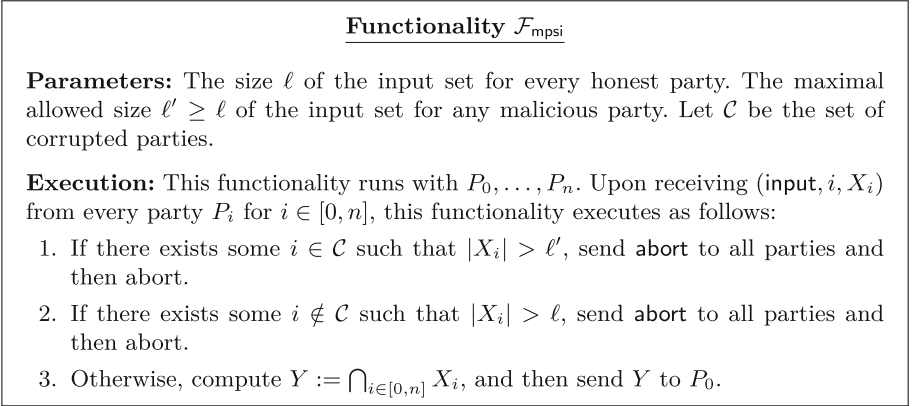 Functionality ℱ_mpsi
Parameters: The size ℓ of the input set for every honest party. The maximal
allowed size ℓ′ ≥ ℓ of the input set for any malicious party. Let 𝒞 be the set of
corrupted parties.
Execution: This functionality runs with P_0, . . . , P_n. Upon receiving (input, i, X_i)
from every party P_i for i ∈ [0, n], this functionality executes as follows:
1. If there exists some i ∈ 𝒞 such that |X_i| > ℓ′, send abort to all parties and
then abort.
2. If there exists some i ∉ 𝒞 such that |X_i| > ℓ, send abort to all parties and
then abort.
3. Otherwise, compute Y := ⋂_{i∈[0,n]} X_i, and then send Y to P_0.